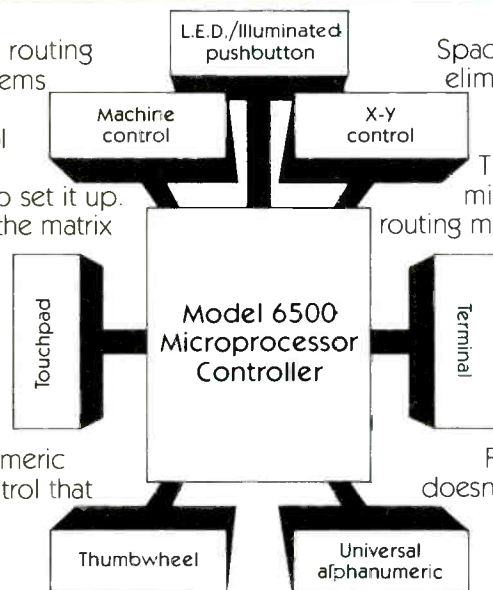 L.E.D./Illuminated
pushbutton
routing
ems
Spac
elim
Machine
control
X-Y
control
o set it up.
the matrix
T
mi
routing m
Touchpad
Model 6500
Microprocessor
Controller
Terminal
meric
trol that
F
doesn
Thumbwheel
Universal
alphanumeric